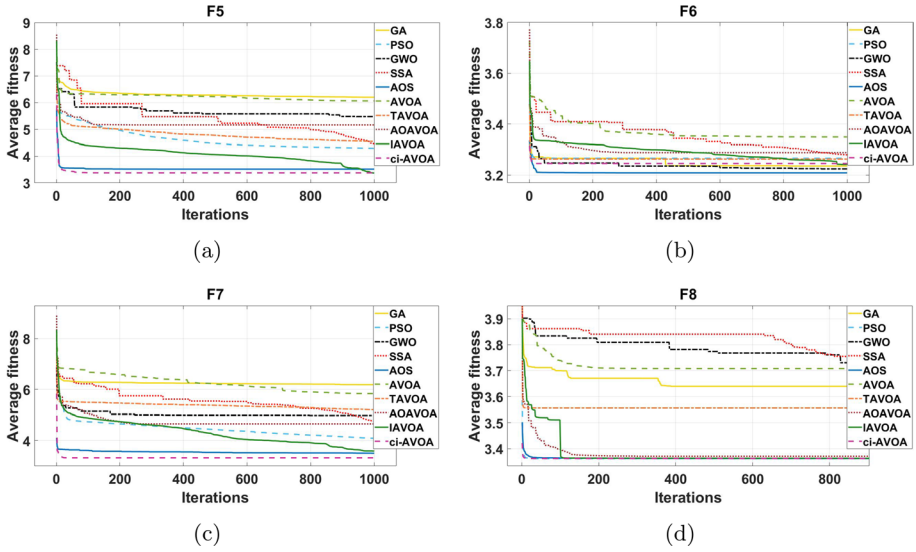 F5
Average fitness
9
8
7
6
5
4
3
0 200 400 600 800 1000
Iterations
GA
PSO
GWO
SSA
AOS
AVOA
TAVOA
AOAVOA
IAVOA
ci-AVOA
(a)
F6
Average fitness
3.8
3.6
3.4
3.2
0 200 400 600 800 1000
Iterations
GA
PSO
GWO
SSA
AOS
AVOA
TAVOA
AOAVOA
IAVOA
ci-AVOA
(b)
F7
Average fitness
8
6
4
0 200 400 600 800 1000
Iterations
GA
PSO
GWO
SSA
AOS
AVOA
TAVOA
AOAVOA
IAVOA
ci-AVOA
(c)
F8
Average fitness
3.9
3.8
3.7
3.6
3.5
3.4
0 200 400 600 800
Iterations
GA
PSO
GWO
SSA
AOS
AVOA
TAVOA
AOAVOA
IAVOA
ci-AVOA
(d)